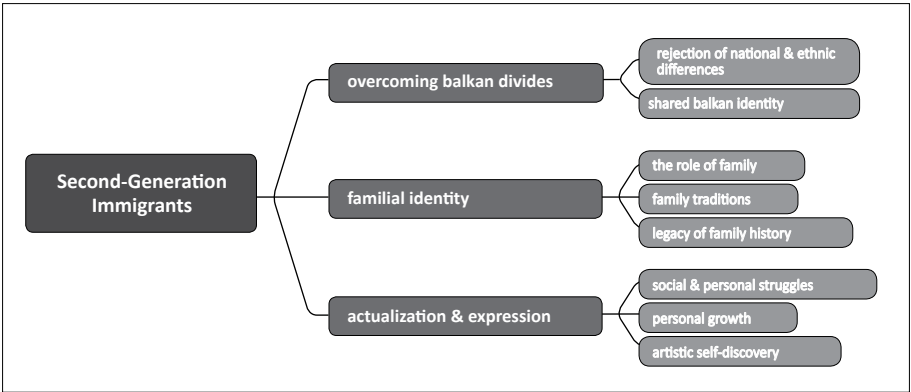 Second-Generation
Immigrants
overcoming balkan divides
rejection of national & ethnic
differences
shared balkan identity
familial identity
the role of family
family traditions
legacy of family history
actualization & expression
social & personal struggles
personal growth
artistic self-discovery